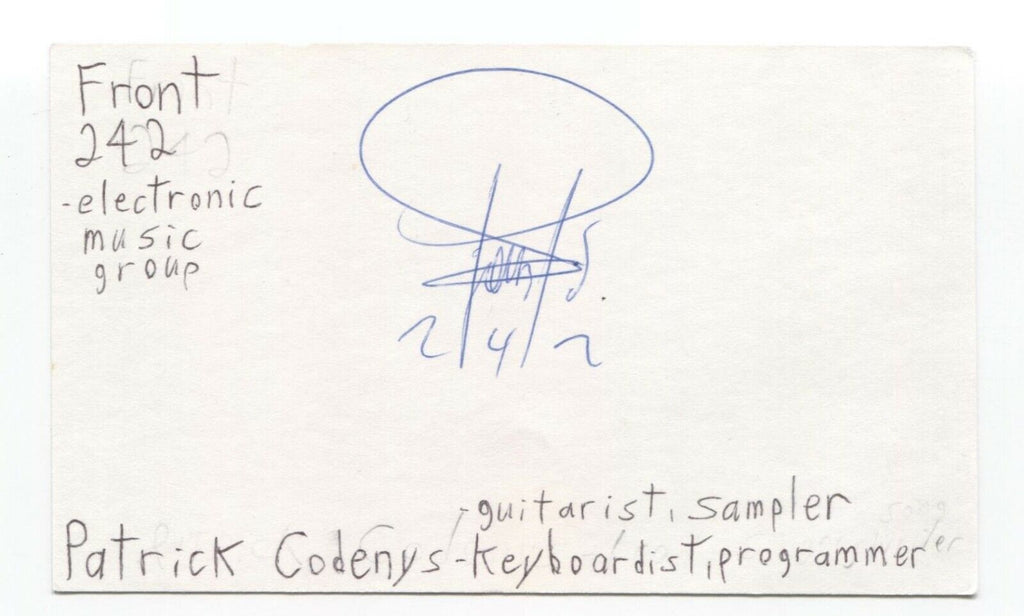 Front
242
-electronic
music
group
2/4/2
-guitarist, sampler
Patrick Codenys-Keyboardist, programmer